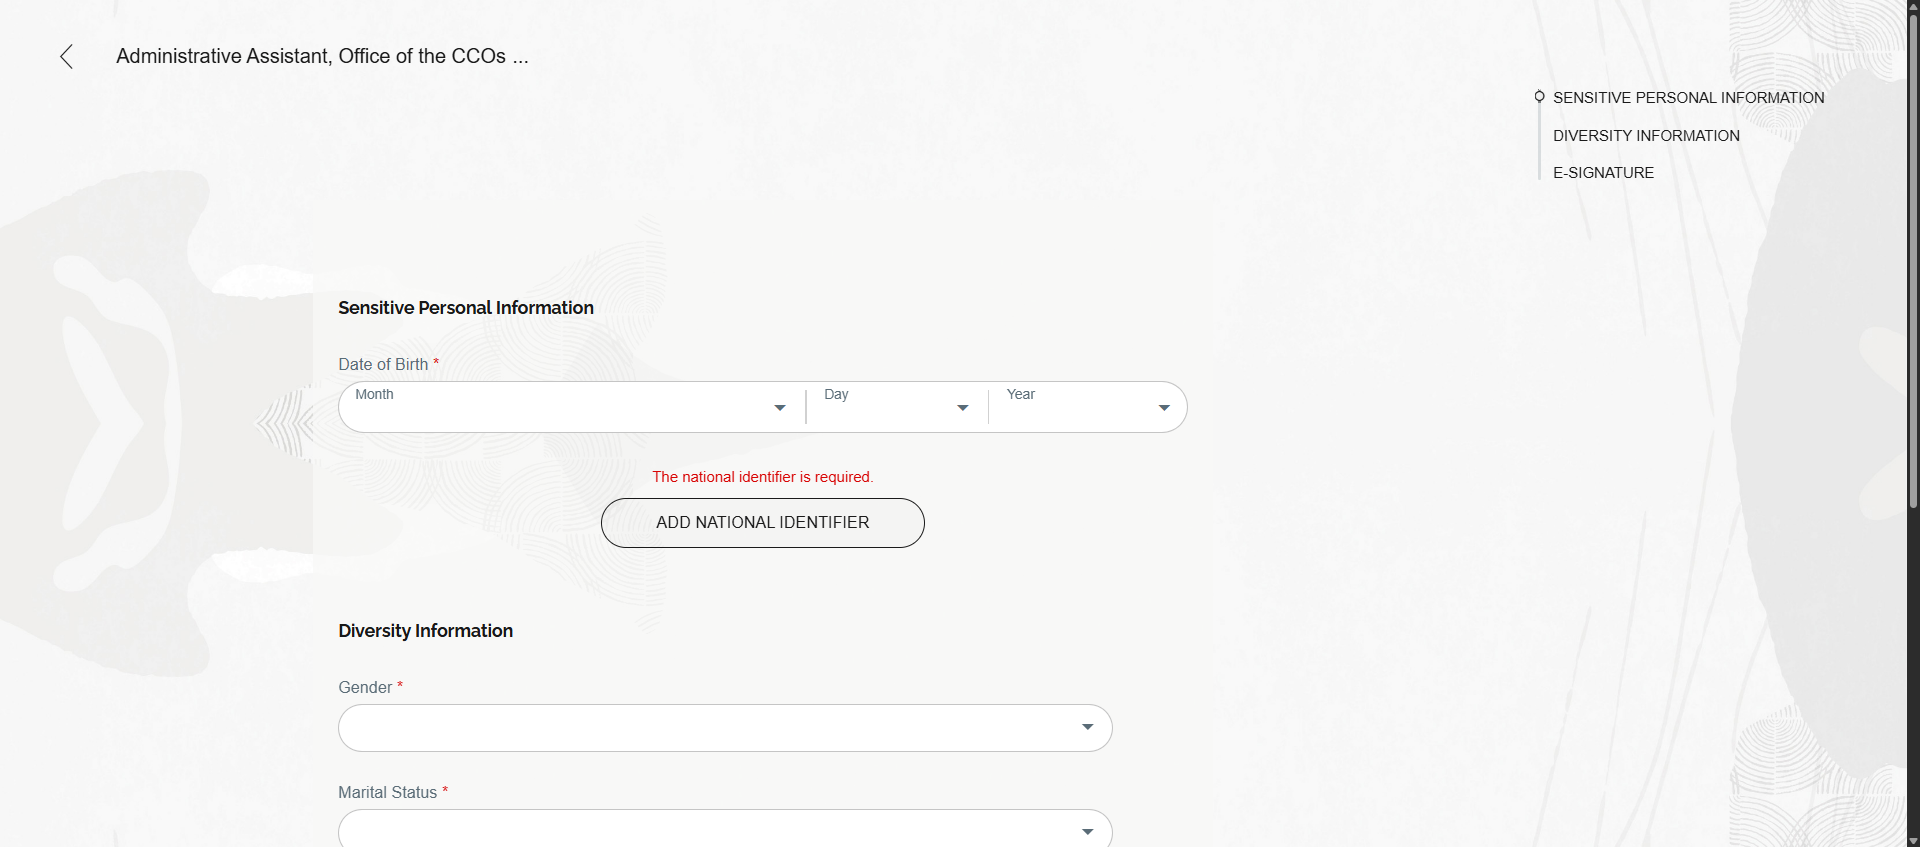 Administrative Assistant, Office of the CCOs ...
SENSITIVE PERSONAL INFORMATION
DIVERSITY INFORMATION
E-SIGNATURE
Sensitive Personal Information
Date of Birth *
Month
Day
Year
The national identifier is required.
ADD NATIONAL IDENTIFIER
Diversity Information
Gender *
Marital Status *